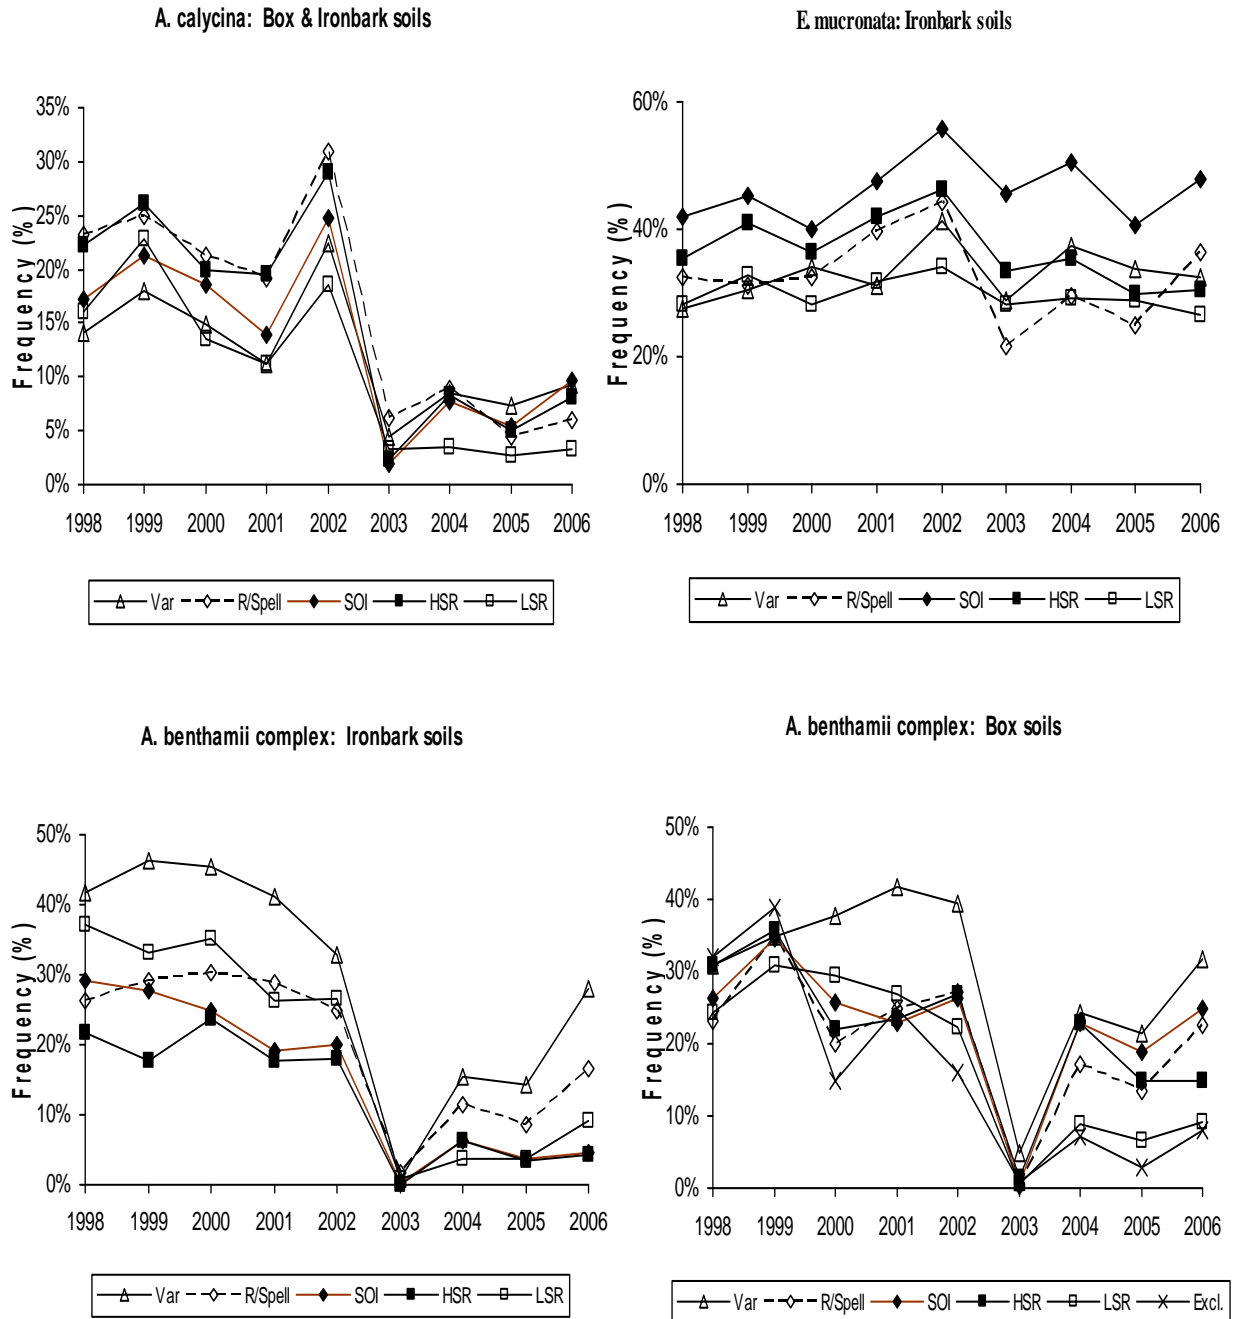 A. calycina: Box & Ironbark soils
Frequency (%)
35%
30%
25%
20%
15%
10%
5%
0%
1998 1999 2000 2001 2002 2003 2004 2005 2006
Var R/Spell SOI HSR LSR
E. mucronata: Ironbark soils
Frequency (%)
60%
40%
20%
0%
1998 1999 2000 2001 2002 2003 2004 2005 2006
Var R/Spell SOI HSR LSR
A. benthamii complex: Ironbark soils
Frequency (%)
50%
40%
30%
20%
10%
0%
1998 1999 2000 2001 2002 2003 2004 2005 2006
Var R/Spell SOI HSR LSR
A. benthamii complex: Box soils
Frequency (%)
50%
40%
30%
20%
10%
0%
1998 1999 2000 2001 2002 2003 2004 2005 2006
Var R/Spell SOI HSR LSR Excl.